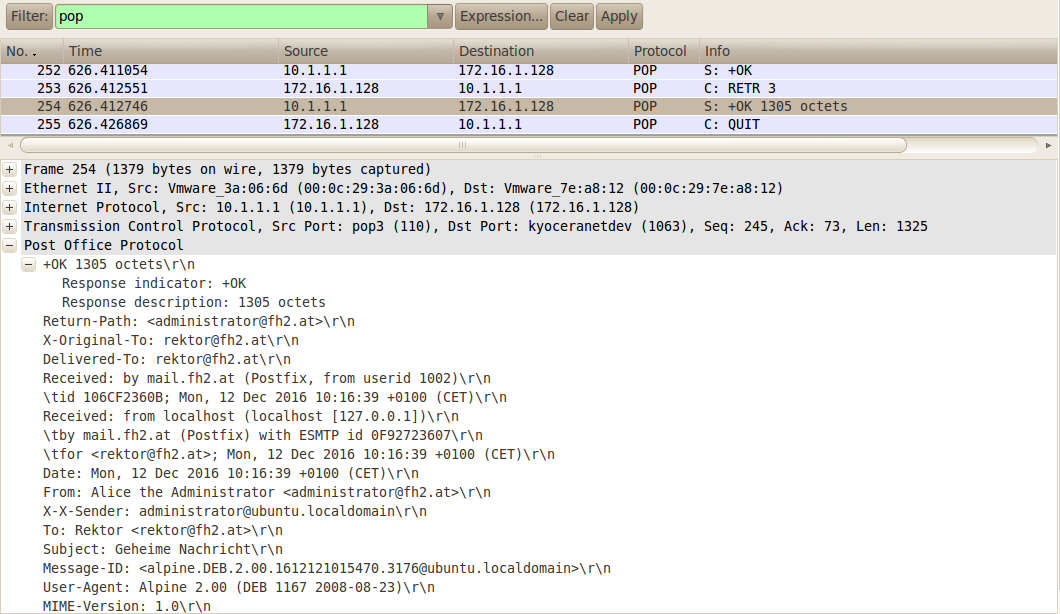 Filter: pop Expression... Clear Apply
No. . Time Source Destination Protocol Info
252 626.411054 10.1.1.1 172.16.1.128 POP S: +OK
253 626.412551 172.16.1.128 10.1.1.1 POP C: RETR 3
254 626.412746 10.1.1.1 172.16.1.128 POP S: +OK 1305 octets
255 626.426869 172.16.1.128 10.1.1.1 POP C: QUIT
Frame 254 (1379 bytes on wire, 1379 bytes captured)
Ethernet II, Src: Vmware_3a:06:6d (00:0c:29:3a:06:6d), Dst: Vmware_7e:a8:12 (00:0c:29:7e:a8:12)
Internet Protocol, Src: 10.1.1.1 (10.1.1.1), Dst: 172.16.1.128 (172.16.1.128)
Transmission Control Protocol, Src Port: pop3 (110), Dst Port: kyoceranetdev (1063), Seq: 245, Ack: 73, Len: 1325
Post Office Protocol
+OK 1305 octets\r\n
Response indicator: +OK
Response description: 1305 octets
Return-Path: <administrator@fh2.at>\r\n
X-Original-To: rektor@fh2.at\r\n
Delivered-To: rektor@fh2.at\r\n
Received: by mail.fh2.at (Postfix, from userid 1002)\r\n
\tid 106CF2360B; Mon, 12 Dec 2016 10:16:39 +0100 (CET)\r\n
Received: from localhost (localhost [127.0.0.1])\r\n
\tby mail.fh2.at (Postfix) with ESMTP id 0F92723607\r\n
\tfor <rektor@fh2.at>; Mon, 12 Dec 2016 10:16:39 +0100 (CET)\r\n
Date: Mon, 12 Dec 2016 10:16:39 +0100 (CET)\r\n
From: Alice the Administrator <administrator@fh2.at>\r\n
X-X-Sender: administrator@ubuntu.localdomain\r\n
To: Rektor <rektor@fh2.at>\r\n
Subject: Geheime Nachricht\r\n
Message-ID: <alpine.DEB.2.00.1612121015470.3176@ubuntu.localdomain>\r\n
User-Agent: Alpine 2.00 (DEB 1167 2008-08-23)\r\n
MIME-Version: 1.0\r\n